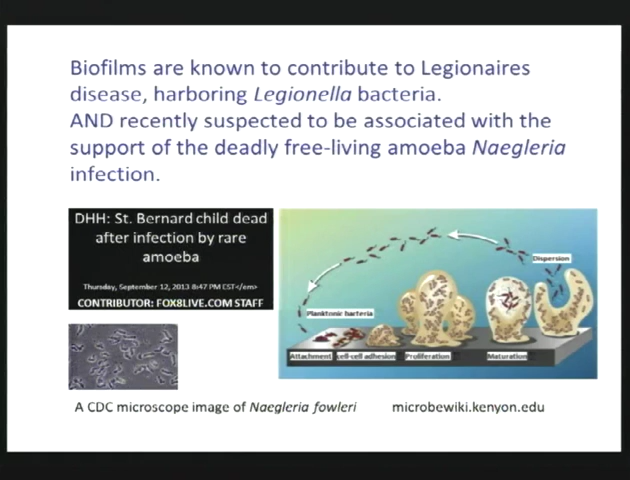 Biofilms are known to contribute to Legionaires
disease, harboring Legionella bacteria.
AND recently suspected to be associated with the
support of the deadly free-living amoeba Naegleria
infection.
DHH: St. Bernard child dead
after infection by rare
amoeba
Thursday, September 12, 2013 8:47 PM EST</em>
CONTRIBUTOR: FOX8LIVE.COM STAFF
Dispersion
Planktonic bacteria
Attachment cell-cell adhesion Proliferation Maturation
A CDC microscope image of Naegleria fowleri microbewiki.kenyon.edu